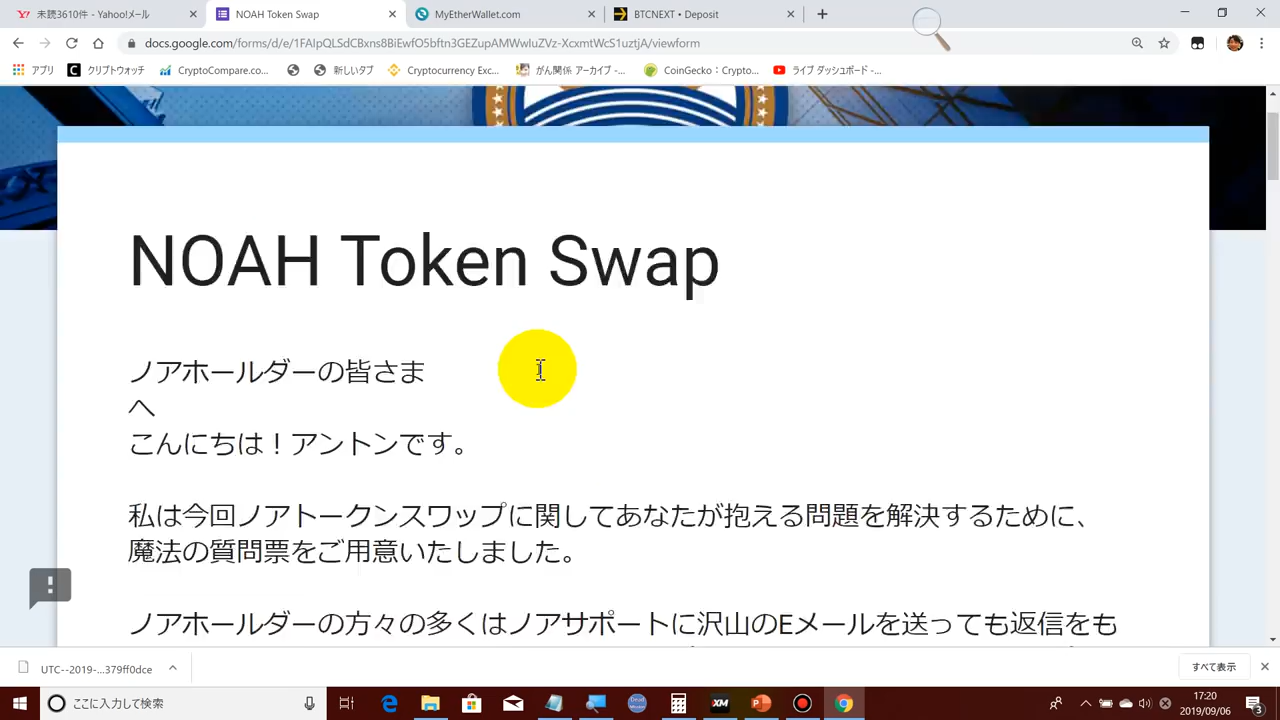 未読3610件 - Yahoo!メール
NOAH Token Swap
MyEtherWallet.com
BTCNEXT • Deposit
docs.google.com/forms/d/e/1FAIpQLSdCBxns8BiEwfO5bftn3GEZupAMWwIuZVz-XcxmtWcS1uztjA/viewform
アプリ
クリプトウォッチ
CryptoCompare.co...
新しいタブ
Cryptocurrency Exc...
がん関係 アーカイブ -...
CoinGecko：Crypto...
ライブ ダッシュボード -...
NOAH Token Swap
ノアホールダーの皆さま
へ
こんにちは！アントンです。
私は今回ノアトークンスワップに関してあなたが抱える問題を解決するために、
魔法の質問票をご用意いたしました。
ノアホールダーの方々の多くはノアサポートに沢山のEメールを送っても返信をも
UTC--2019-...379ff0dce
すべて表示
ここに入力して検索
XM
17:20
2019/09/06
3